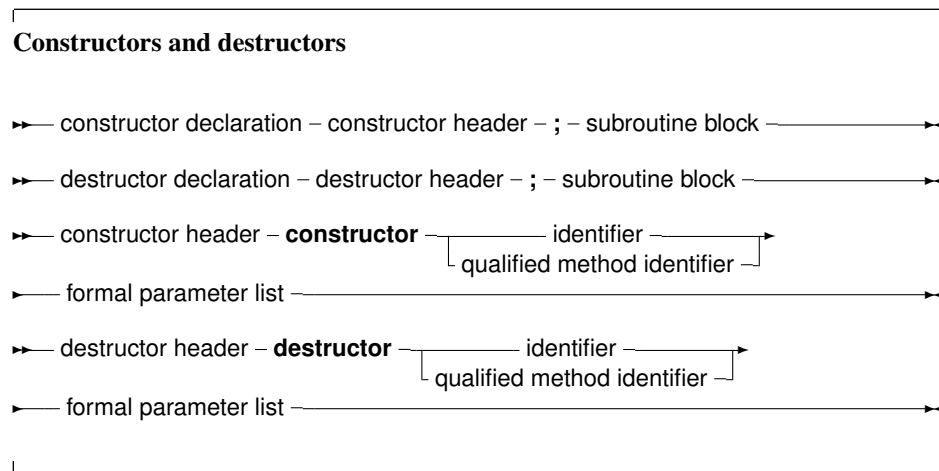 Constructors and destructors
constructor declaration – constructor header – ; – subroutine block
destructor declaration – destructor header – ; – subroutine block
constructor header – constructor – identifier
qualified method identifier
formal parameter list
destructor header – destructor – identifier
qualified method identifier
formal parameter list